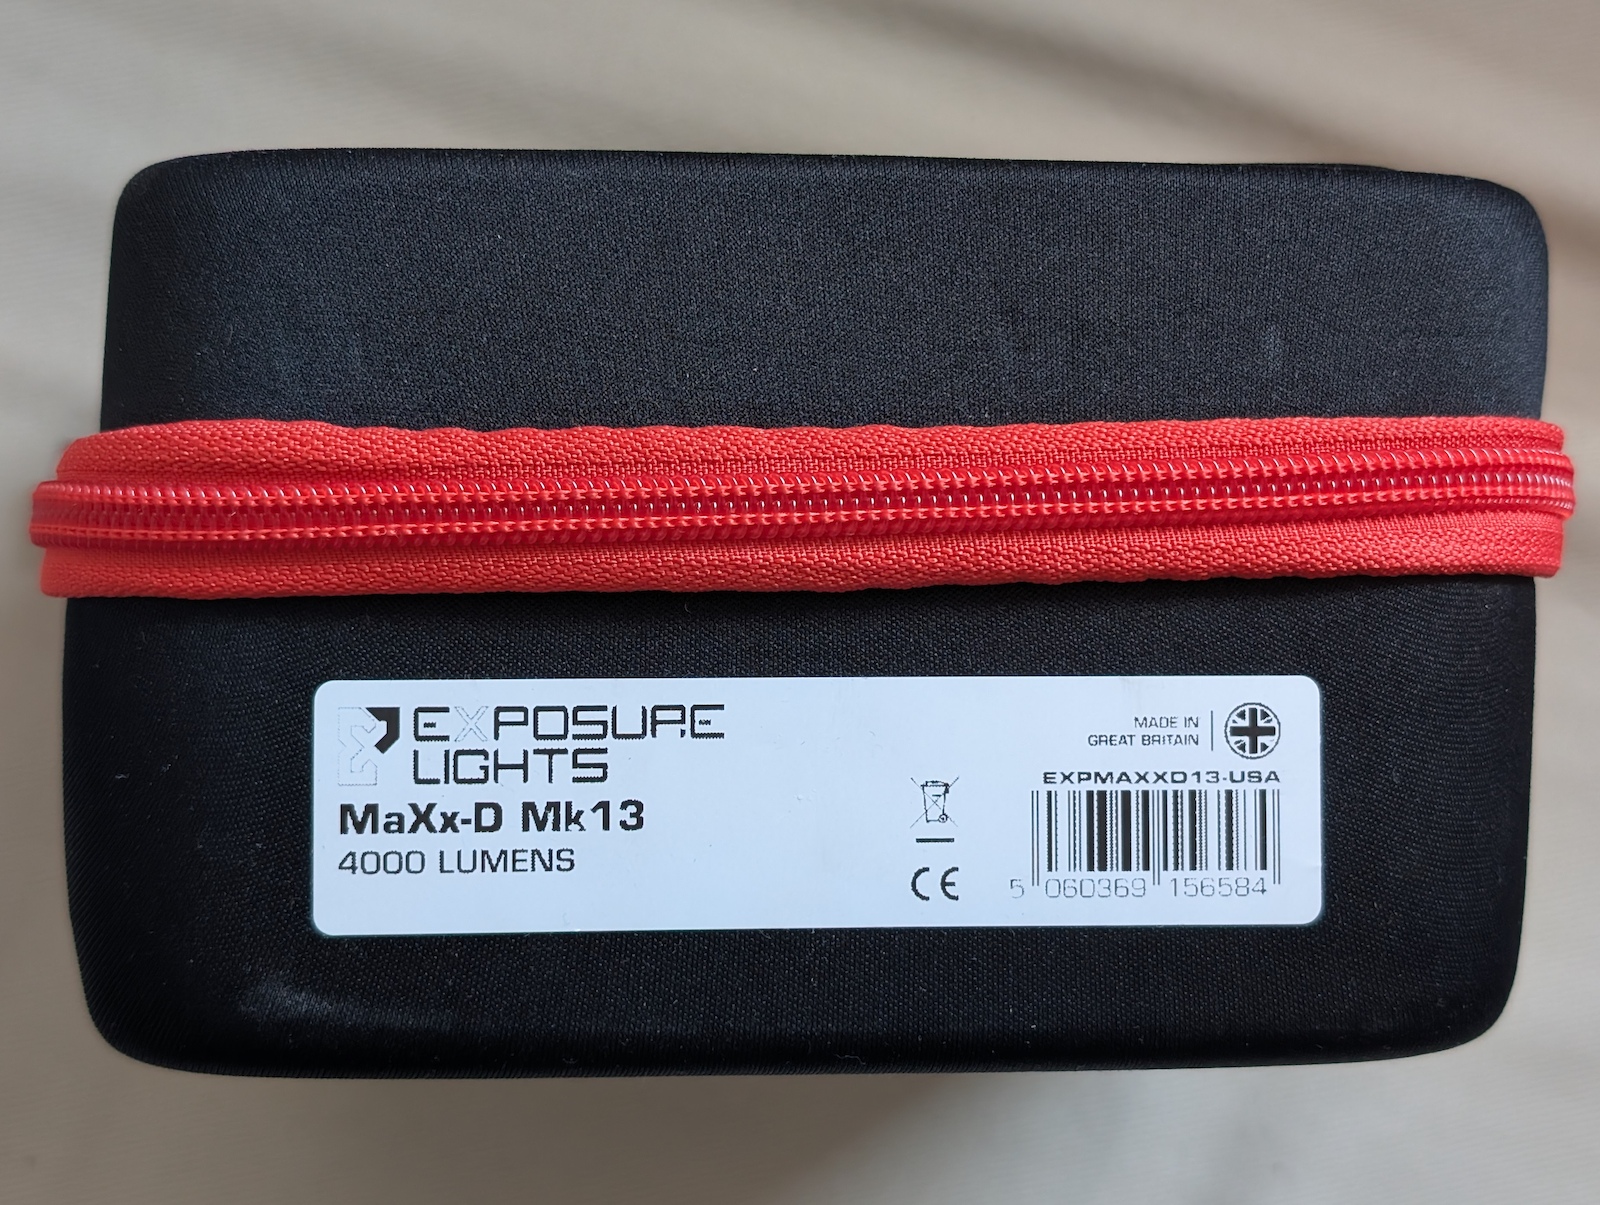 EXPOSURE
LIGHTS
MaXx-D Mk13
4000 LUMENS
CE
MADE IN
GREAT BRITAIN
EXPMAXXD13-USA
5 060369 156584